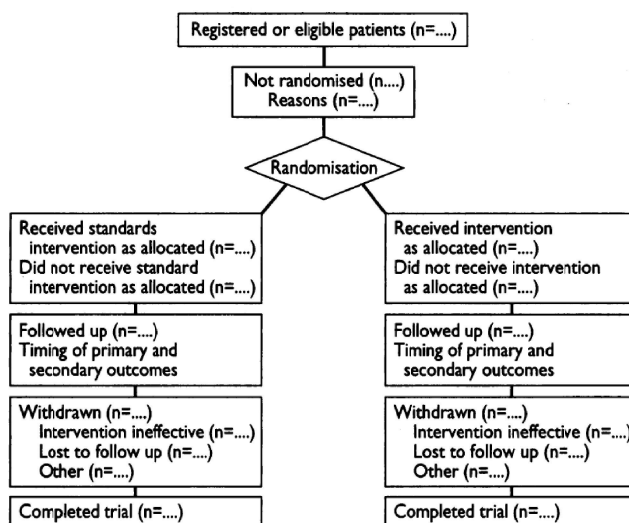 Registered or eligible patients (n=....)
Not randomised (n....)
Reasons (n=....)
Randomisation
Received standards
intervention as allocated (n=....)
Did not receive standard
intervention as allocated (n=....)
Followed up (n=....)
Timing of primary and
secondary outcomes
Withdrawn (n=....)
Intervention ineffective (n=....)
Lost to follow up (n=....)
Other (n=....)
Completed trial (n=....)
Received intervention
as allocated (n=....)
Did not receive intervention
as allocated (n=....)
Followed up (n=....)
Timing of primary and
secondary outcomes
Withdrawn (n=....)
Intervention ineffective (n=....)
Lost to follow up (n=....)
Other (n=....)
Completed trial (n=....)